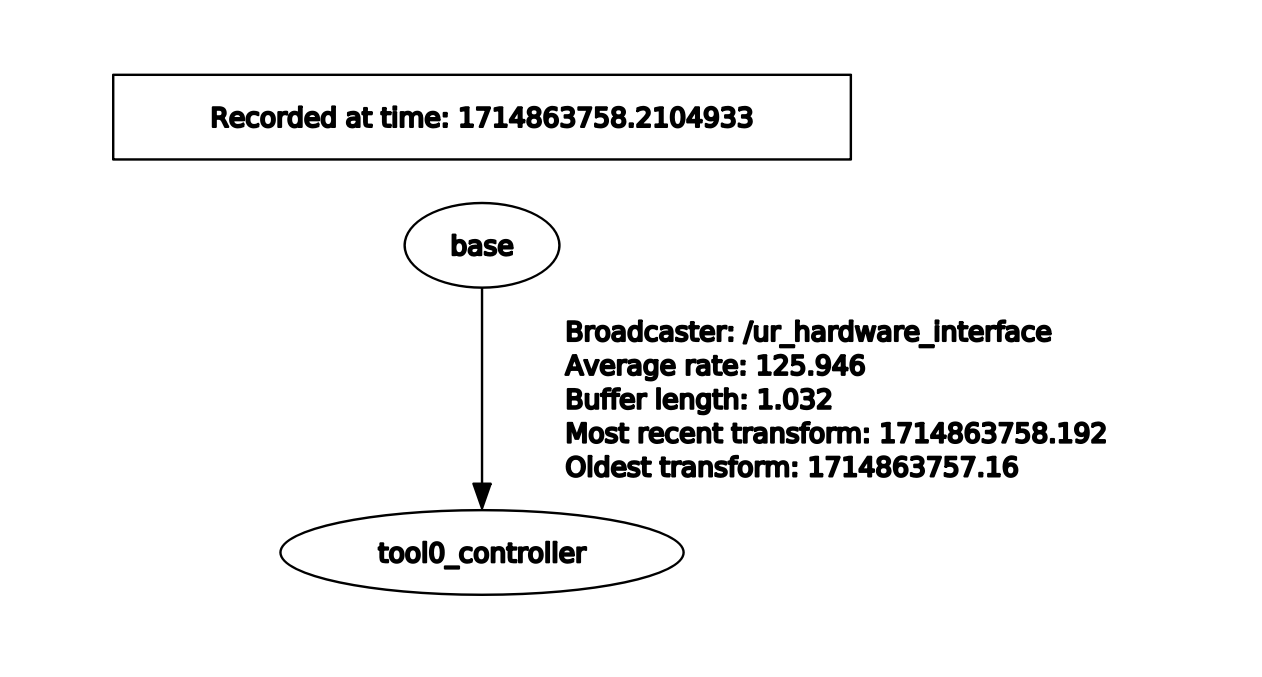 Recorded at time: 1714863758.2104933
base
Broadcaster: /ur_hardware_interface
Average rate: 125.946
Buffer length: 1.032
Most recent transform: 1714863758.192
Oldest transform: 1714863757.16
tool0_controller